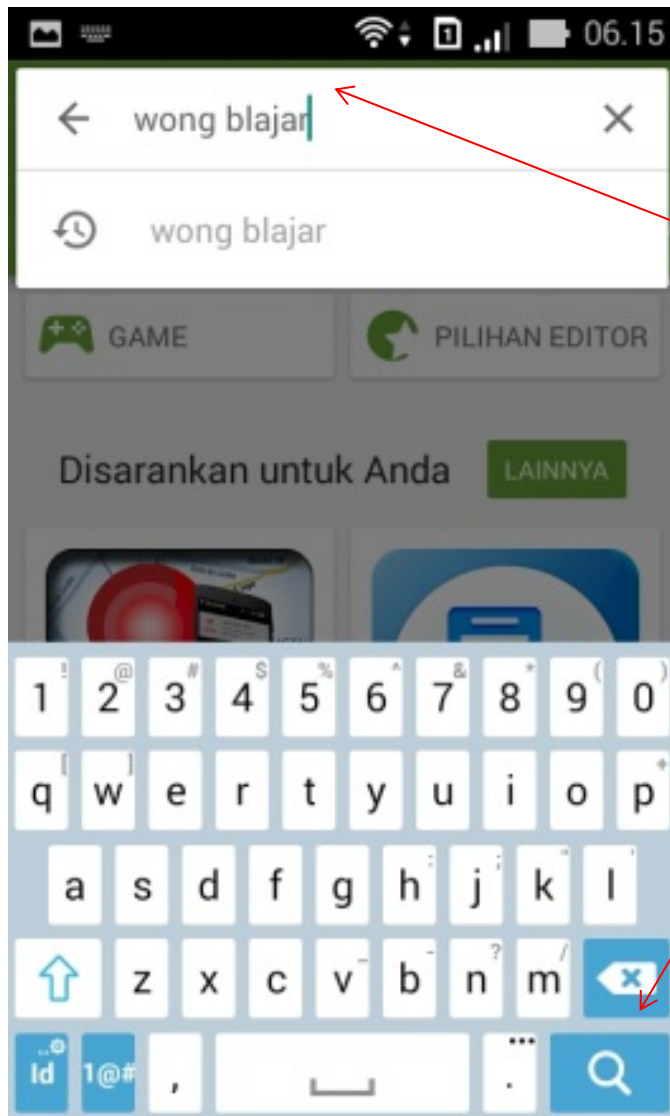 06.15
wong blajar
wong blajar
GAME
PILIHAN EDITOR
Disarankan untuk Anda
LAINNYA
1 ! 2 @ 3 # 4 $ 5 % 6 ^ 7 & 8 * 9 ( 0 )
q [ w ] e r t y u i o p +
a s d f g h : j ; k " l '
z x c v _ b - n ? m /
Id 1@# , .